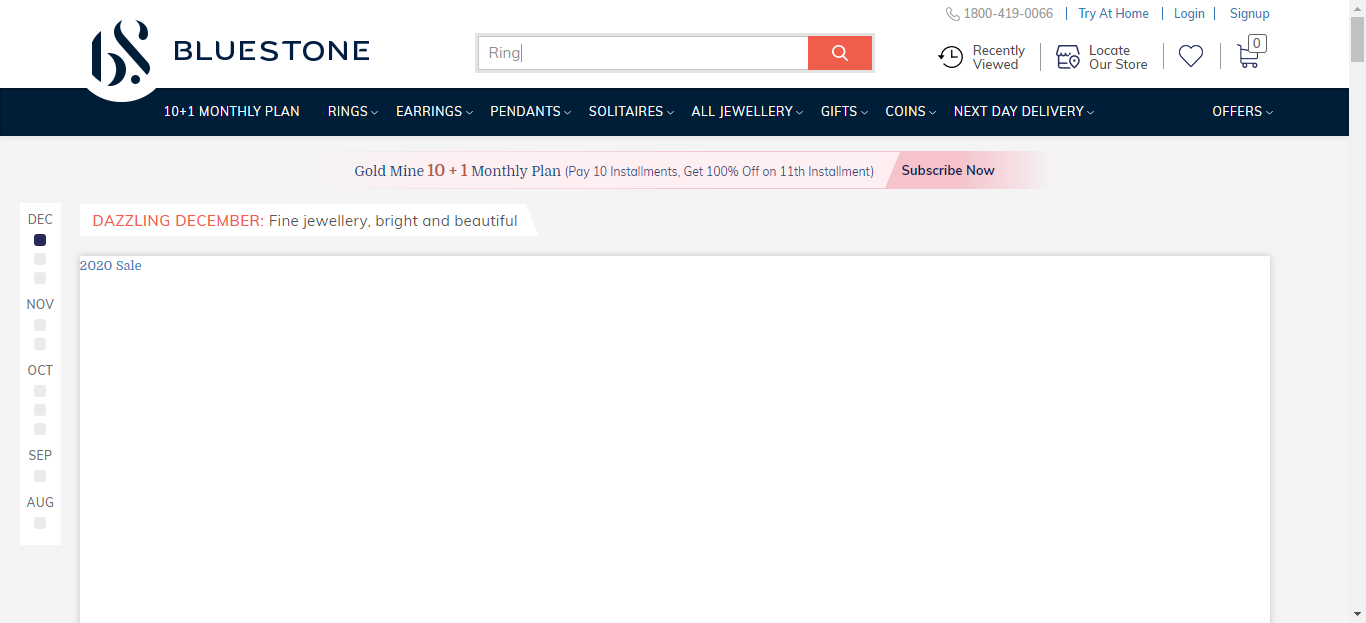 1800-419-0066 | Try At Home | Login | Signup
BLUESTONE
Ring
Recently
Viewed
Locate
Our Store
0
10+1 MONTHLY PLAN RINGS EARRINGS PENDANTS SOLITAIRES ALL JEWELLERY GIFTS COINS NEXT DAY DELIVERY OFFERS
Gold Mine 10 + 1 Monthly Plan (Pay 10 Installments, Get 100% Off on 11th Installment) Subscribe Now
DAZZLING DECEMBER: Fine jewellery, bright and beautiful
2020 Sale
DEC
NOV
OCT
SEP
AUG